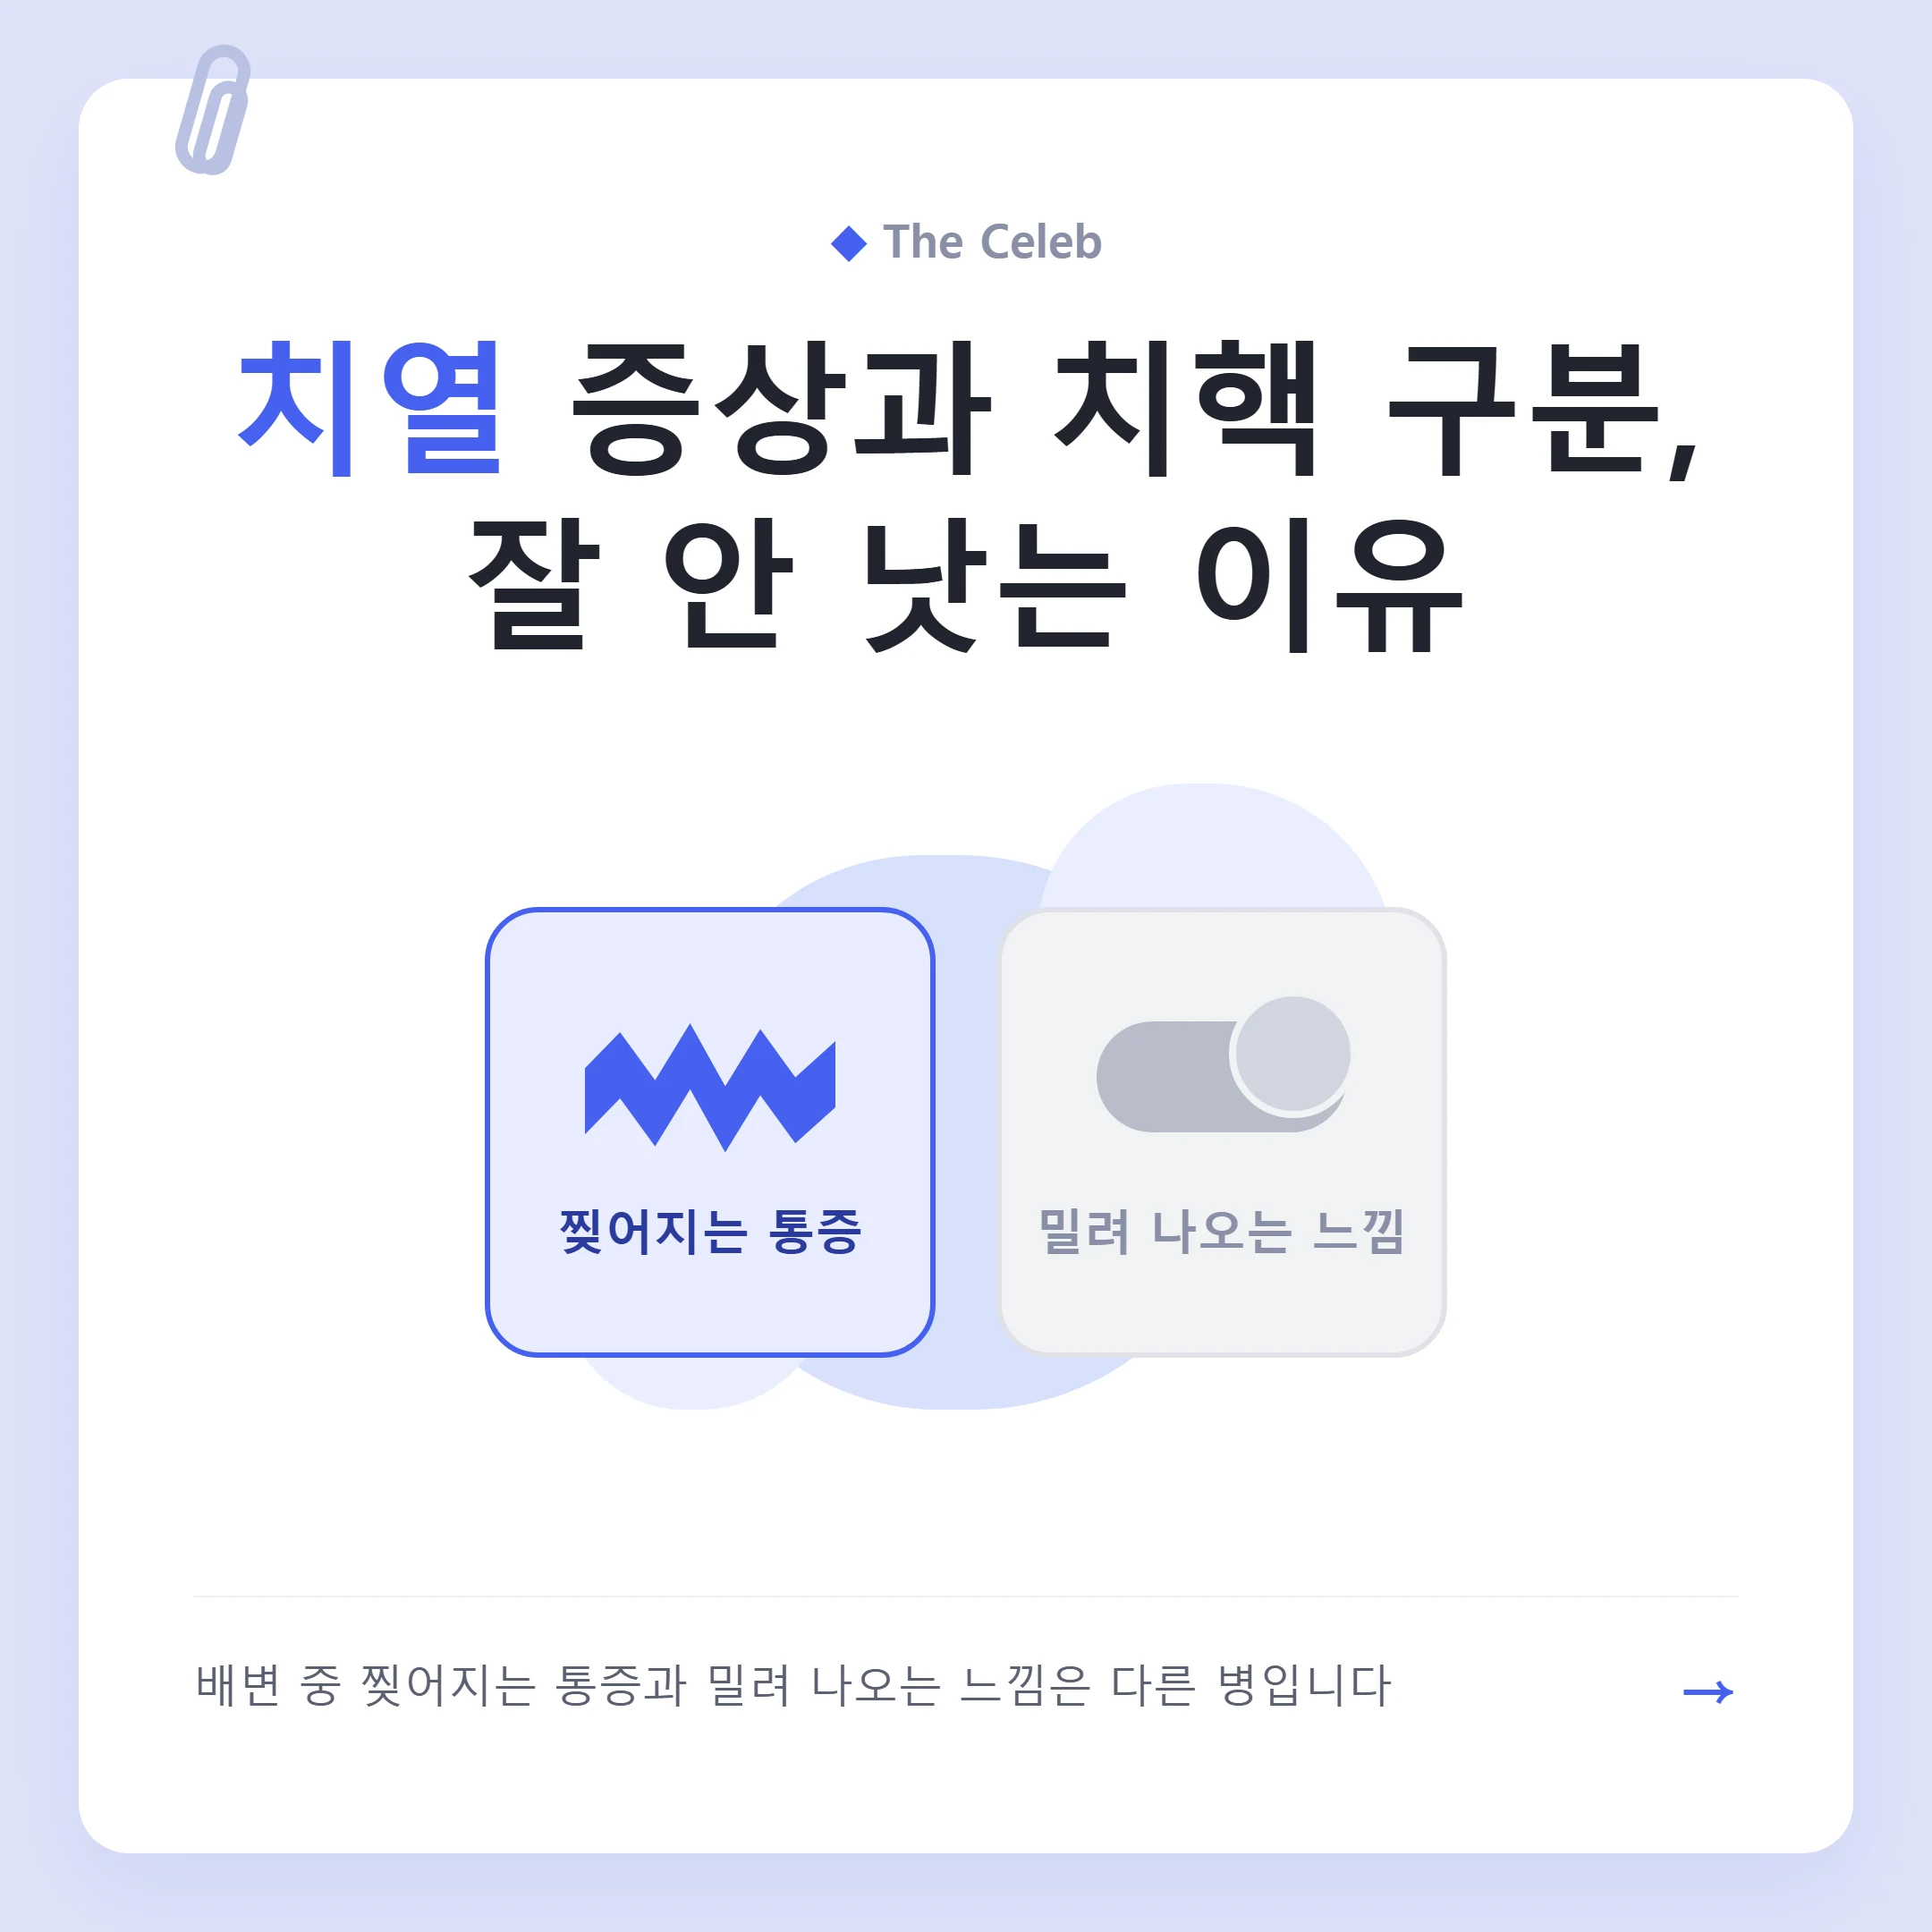 The Celeb
치열 증상과 치핵 구분,
잘 안 낫는 이유
찢어지는 통증
밀려 나오는 느낌
배변 중 찢어지는 통증과 밀려 나오는 느낌은 다른 병입니다